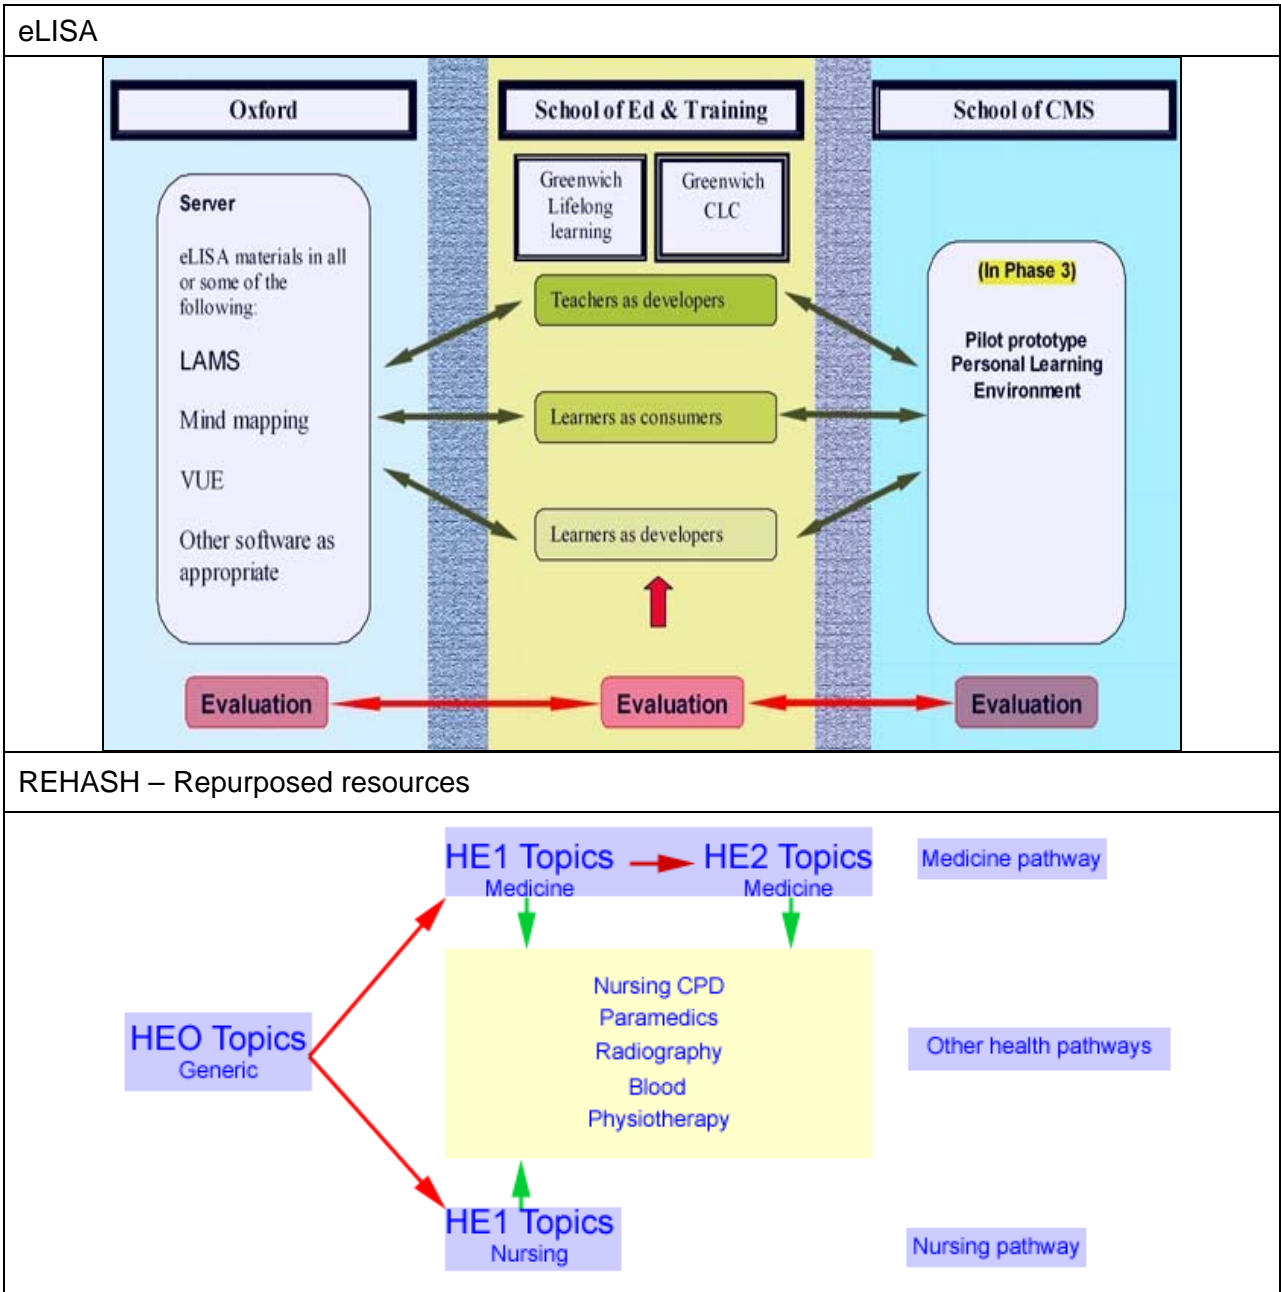 eLISA
Oxford
School of Ed & Training
School of CMS
Server
eLISA materials in all
or some of the
following:
LAMS
Mind mapping
VUE
Other software as
appropriate
Greenwich
Lifelong
learning
Greenwich
CLC
Teachers as developers
Learners as consumers
Learners as developers
(In Phase 3)
Pilot prototype
Personal Learning
Environment
Evaluation
Evaluation
Evaluation
REHASH – Repurposed resources
HE1 Topics
Medicine
HE2 Topics
Medicine
Medicine pathway
HEO Topics
Generic
Nursing CPD
Paramedics
Radiography
Blood
Physiotherapy
Other health pathways
HE1 Topics
Nursing
Nursing pathway